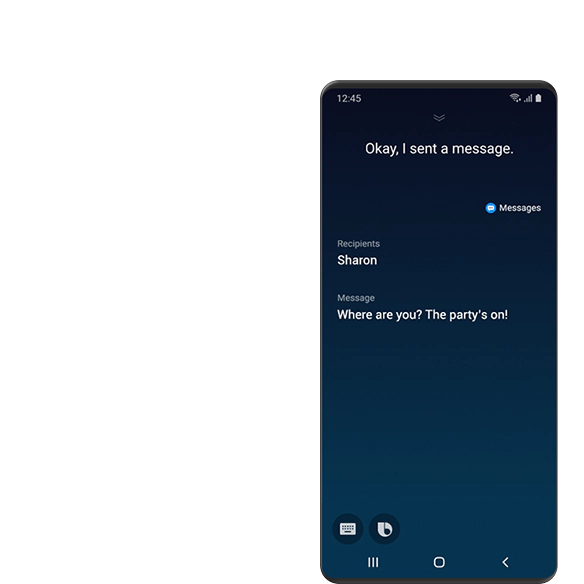 12:45
Okay, I sent a message.
Messages
Recipients
Sharon
Message
Where are you? The party's on!